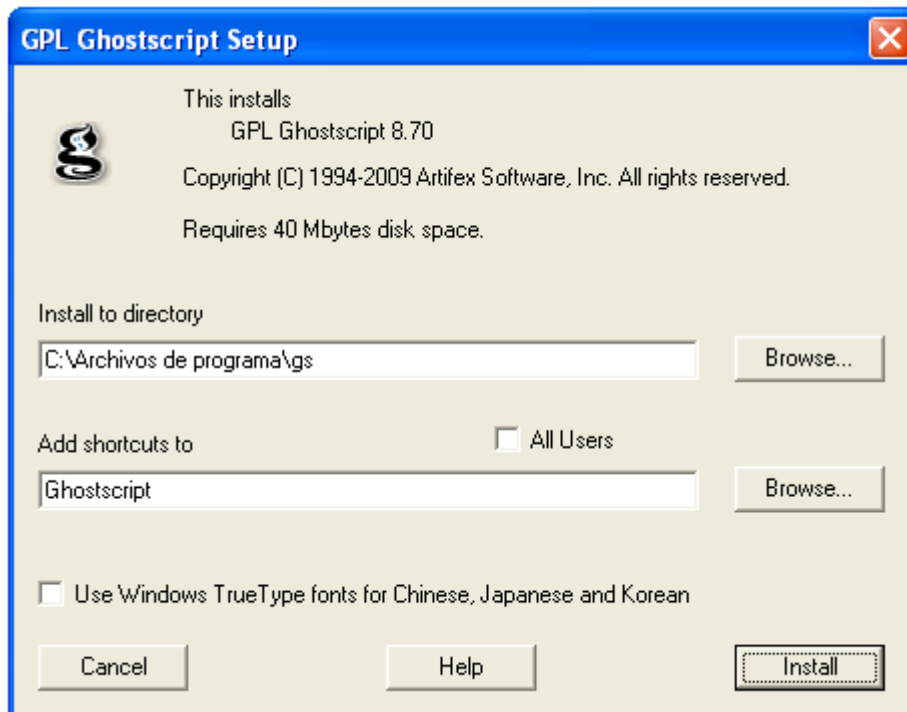 GPL Ghostscript Setup
This installs
GPL Ghostscript 8.70
Copyright (C) 1994-2009 Artifex Software, Inc. All rights reserved.
Requires 40 Mbytes disk space.
Install to directory
C:\Archivos de programa\gs
Browse...
Add shortcuts to
All Users
Ghostscript
Browse...
Use Windows TrueType fonts for Chinese, Japanese and Korean
Cancel
Help
Install